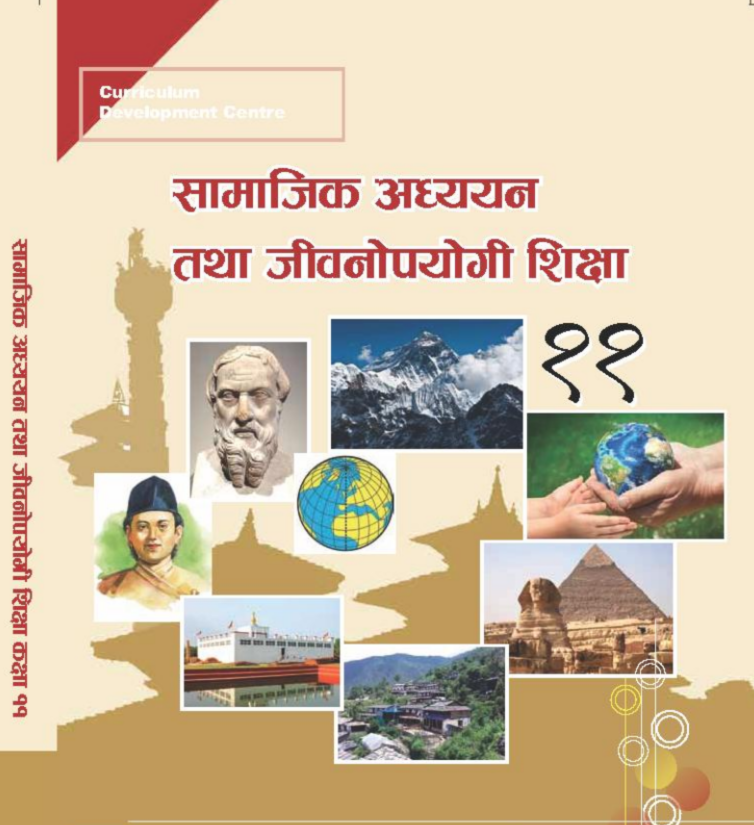 Curriculum
Development Centre
सामाजिक अध्ययन
तथा जीवनोपयोगी शिक्षा
११
सामाजिक अध्ययन तथा जीवनोपयोगी शिक्षा कक्षा ११